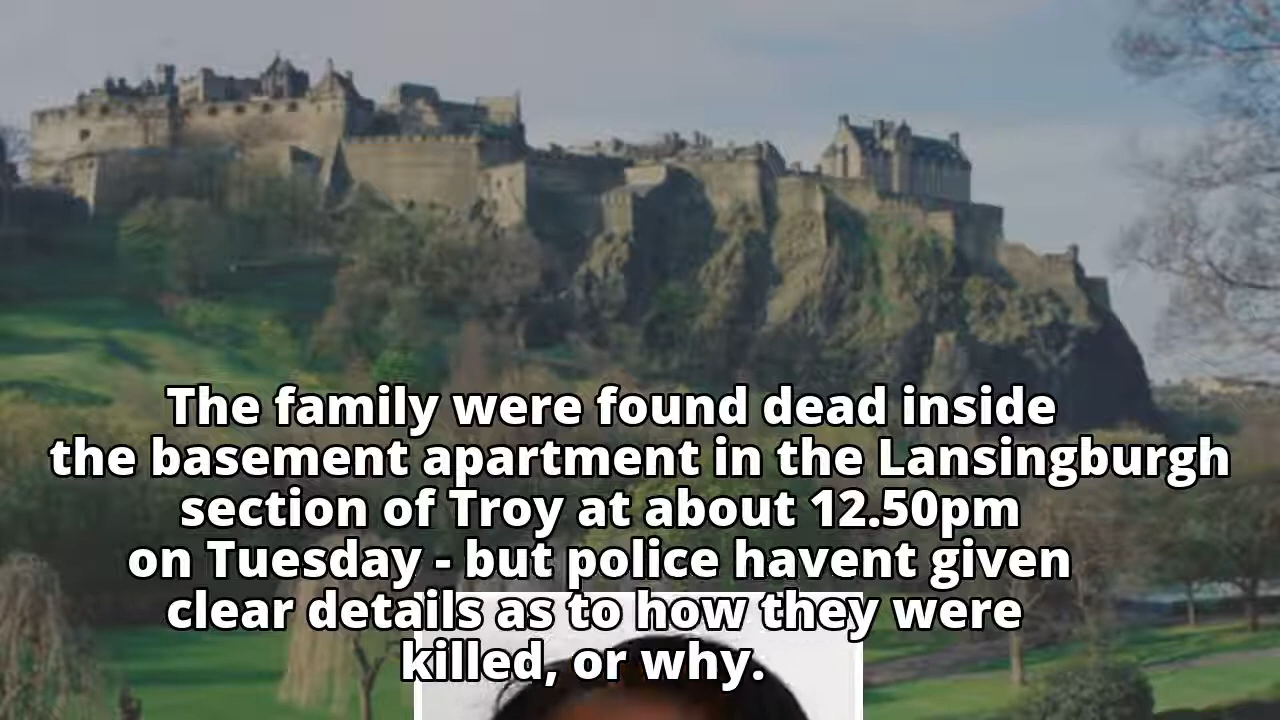 The family were found dead inside
the basement apartment in the Lansingburgh
section of Troy at about 12.50pm
on Tuesday - but police havent given
clear details as to how they were
killed, or why.